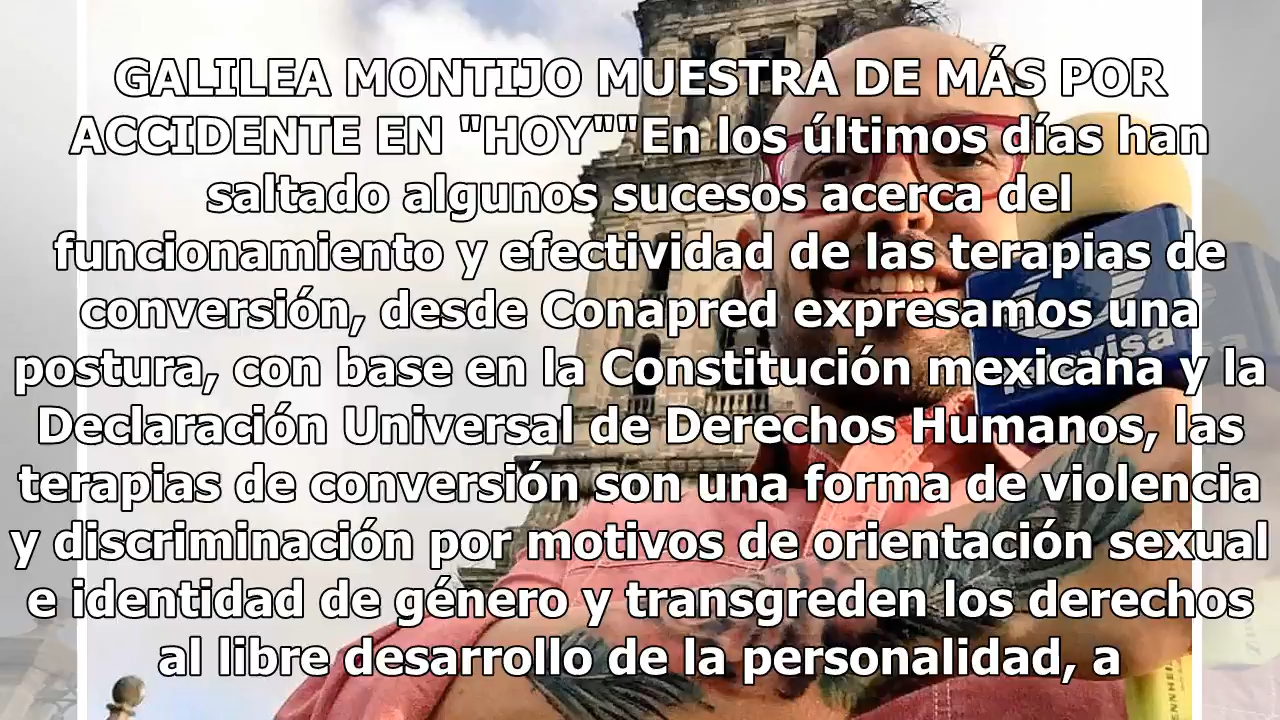 GALILEA MONTIJO MUESTRA DE MÁS POR
ACCIDENTE EN "HOY""En los últimos días han
saltado algunos sucesos acerca del
funcionamiento y efectividad de las terapias de
conversión, desde Conapred expresamos una
postura, con base en la Constitución mexicana y la
Declaración Universal de Derechos Humanos, las
terapias de conversión son una forma de violencia
y discriminación por motivos de orientación sexual
e identidad de género y transgreden los derechos
al libre desarrollo de la personalidad, a